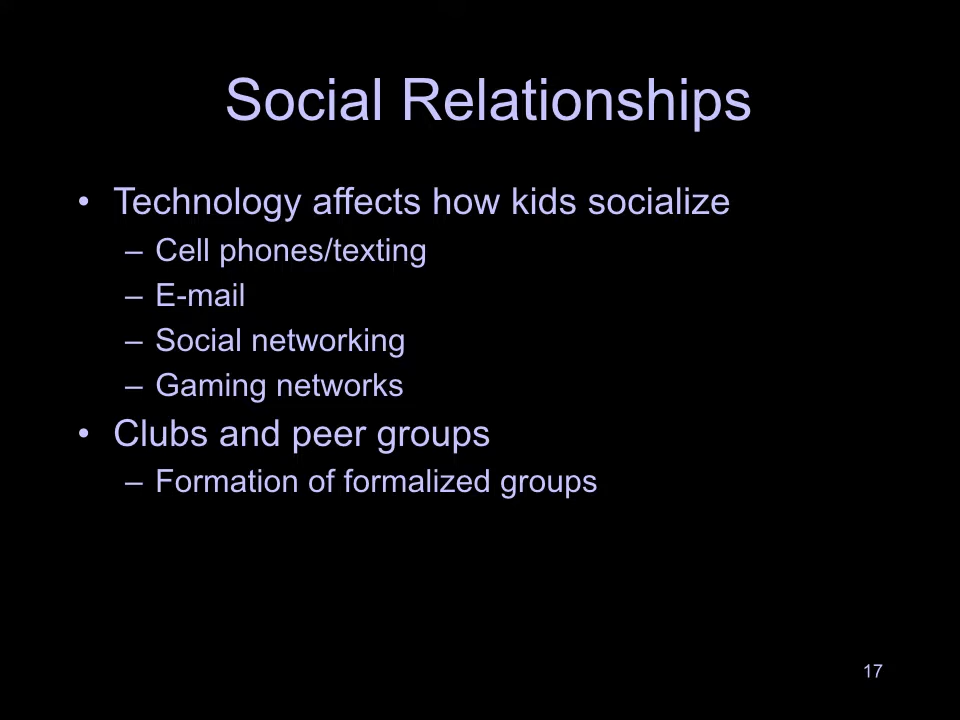 Social Relationships
• Technology affects how kids socialize
– Cell phones/texting
– E-mail
– Social networking
– Gaming networks
• Clubs and peer groups
– Formation of formalized groups
17